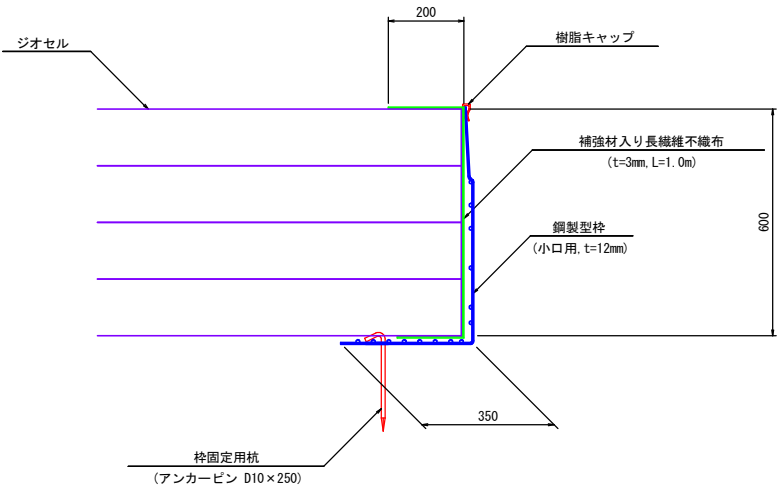 200
ジオセル
樹脂キャップ
補強材入り長繊維不織布
(t=3mm, L=1.0m)
600
鋼製型枠
(小口用, t=12mm)
350
枠固定用杭
(アンカーピン D10×250)